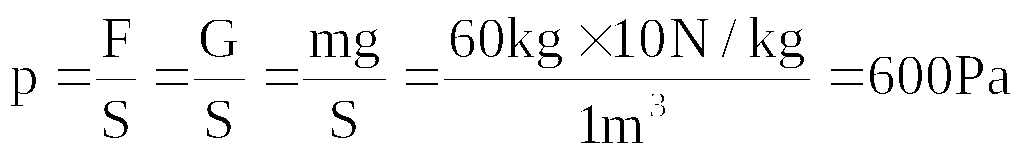 p = F/S = G/S = mg/S = 60kg×10N/kg / 1m³ = 600Pa